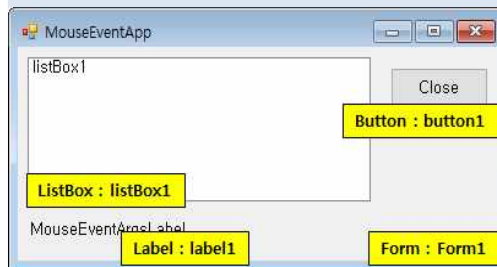 MouseEventApp
listBox1
Close
Button : button1
ListBox : listBox1
MouseEventArgsLabel
Label : label1
Form : Form1